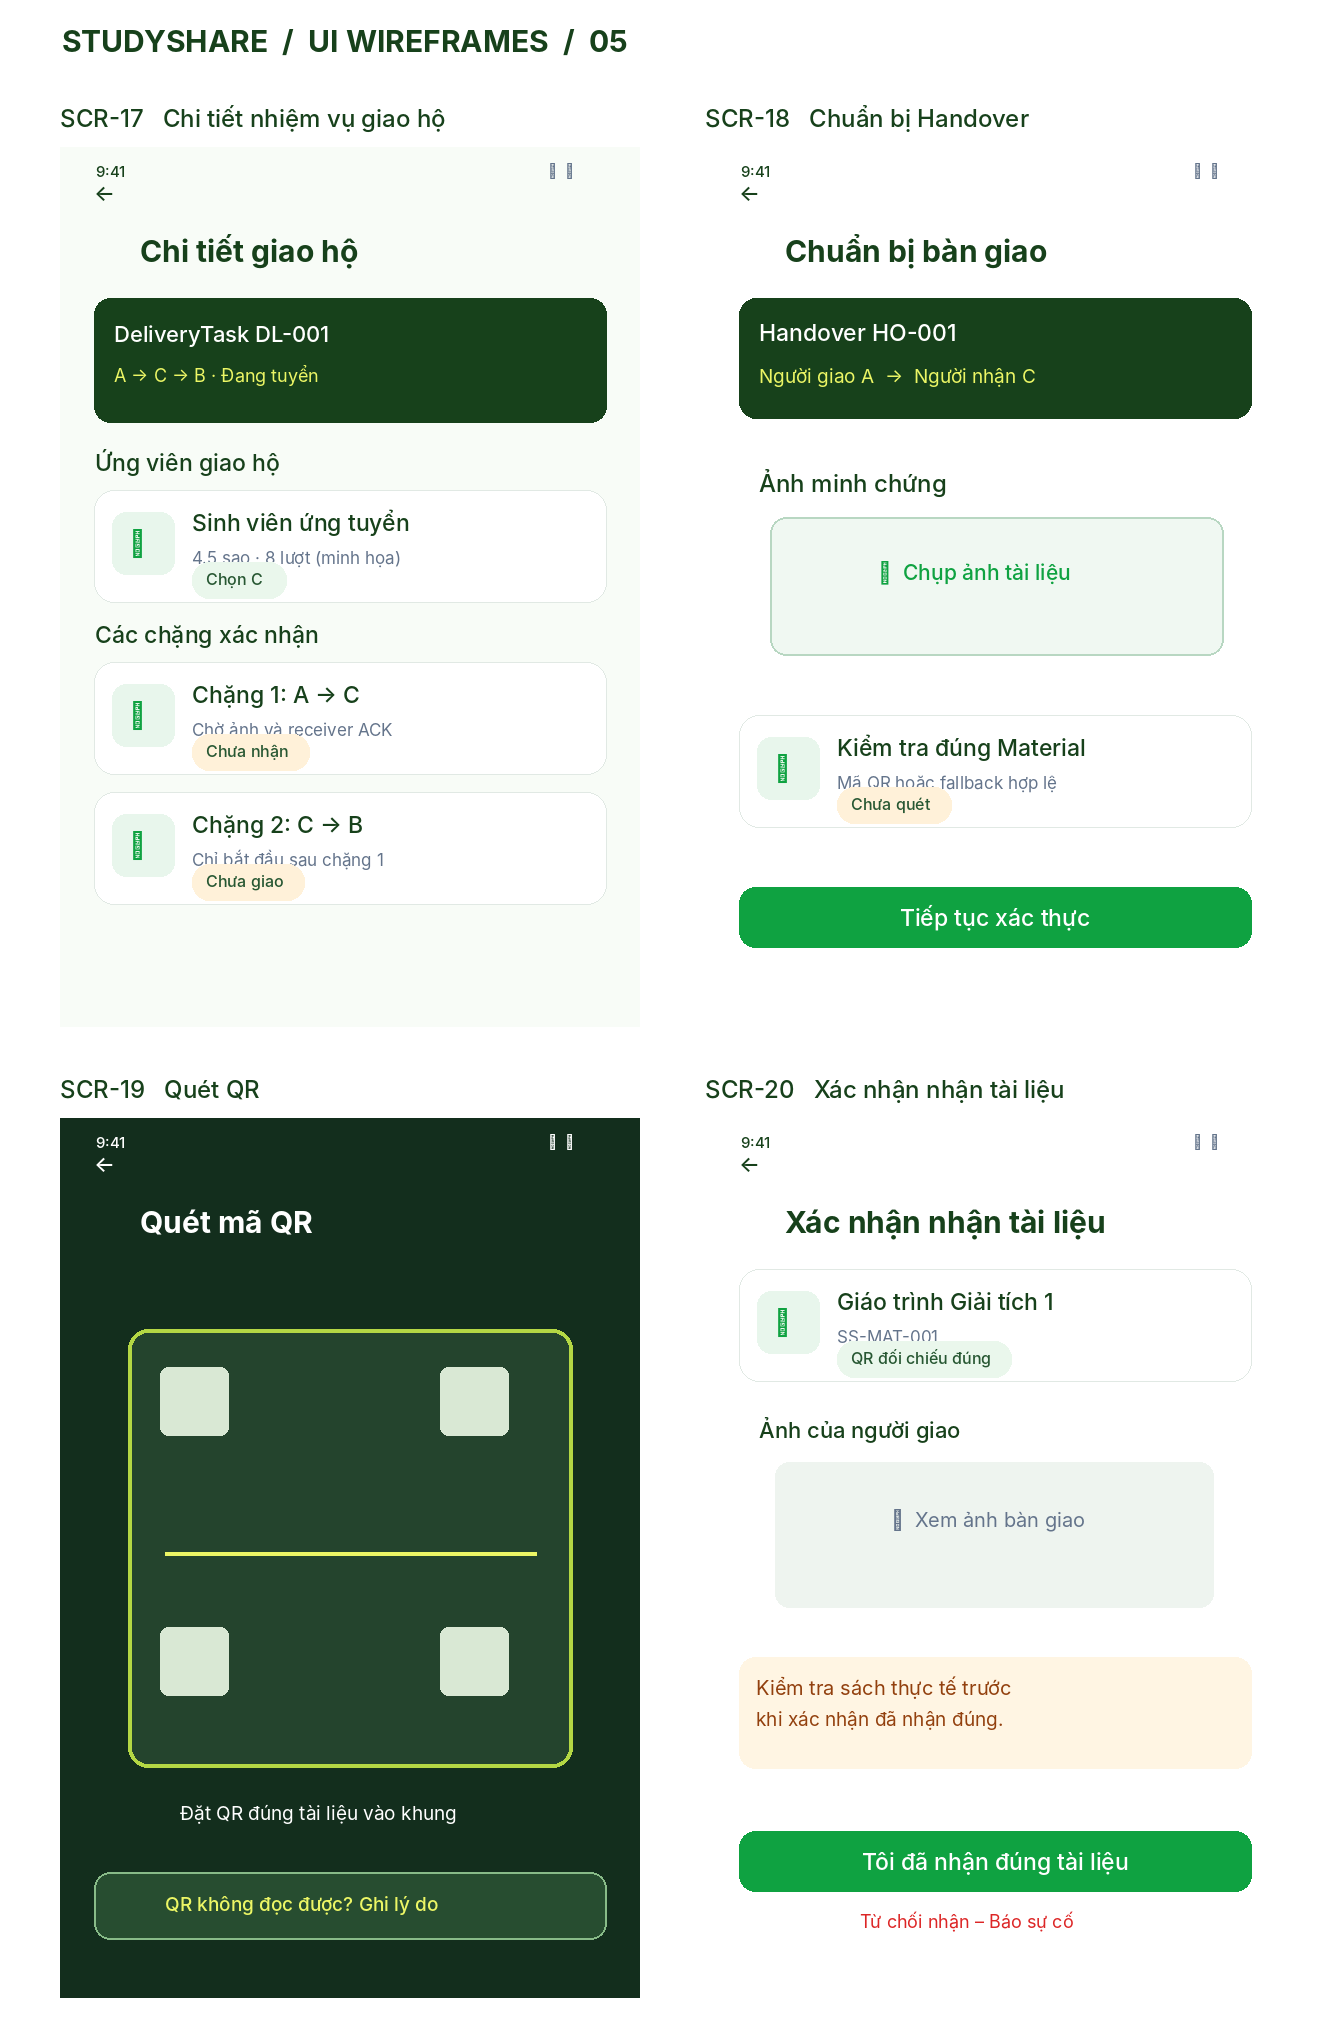 STUDYSHARE / UI WIREFRAMES / 05
SCR-17 Chi tiết nhiệm vụ giao hộ
9:41
←
Chi tiết giao hộ
DeliveryTask DL-001
A → C → B · Đang tuyển
Ứng viên giao hộ
Sinh viên ứng tuyển
4,5 sao · 8 lượt (minh họa)
Chọn C
Các chặng xác nhận
Chặng 1: A → C
Chờ ảnh và receiver ACK
Chưa nhận
Chặng 2: C → B
Chỉ bắt đầu sau chặng 1
Chưa giao
SCR-18 Chuẩn bị Handover
9:41
←
Chuẩn bị bàn giao
Handover HO-001
Người giao A → Người nhận C
Ảnh minh chứng
Chụp ảnh tài liệu
Kiểm tra đúng Material
Mã QR hoặc fallback hợp lệ
Chưa quét
Tiếp tục xác thực
SCR-19 Quét QR
9:41
←
Quét mã QR
Đặt QR đúng tài liệu vào khung
QR không đọc được? Ghi lý do
SCR-20 Xác nhận nhận tài liệu
9:41
←
Xác nhận nhận tài liệu
Giáo trình Giải tích 1
SS-MAT-001
QR đối chiếu đúng
Ảnh của người giao
Xem ảnh bàn giao
Kiểm tra sách thực tế trước
khi xác nhận đã nhận đúng.
Tôi đã nhận đúng tài liệu
Từ chối nhận – Báo sự cố